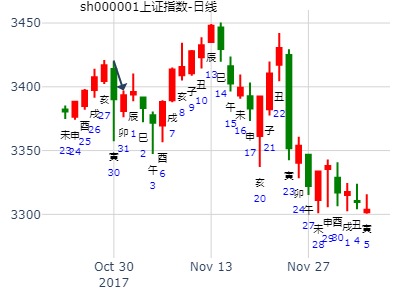 sh000001上证指数-日线
3450
3400
3350
3300
未
23
申
24
酉
25
戌
26
亥
27
寅
30
卯
31
辰
1
巳
2
午
3
酉
6
戌
7
亥
8
子
9
丑
10
辰
13
巳
14
午
15
未
16
申
17
亥
20
子
21
丑
22
寅
23
卯
24
午
27
未
28
申
29
酉
30
戌
1
丑
4
寅
5
Oct 30
2017
Nov 13
Nov 27